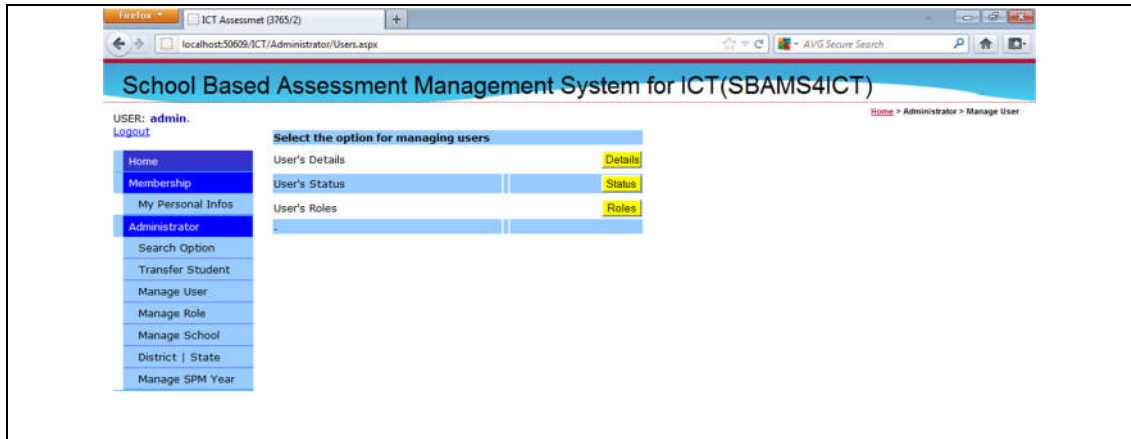 Firefox
ICT Assessmet (3765/2)
localhost:50609/ICT/Administrator/Users.aspx
AVG Secure Search
School Based Assessment Management System for ICT(SBAMS4ICT)
Home > Administrator > Manage User
USER: admin.
Logout
Select the option for managing users
Home
User's Details Details
Membership
User's Status Status
My Personal Infos
User's Roles Roles
Administrator
.
Search Option
Transfer Student
Manage User
Manage Role
Manage School
District | State
Manage SPM Year